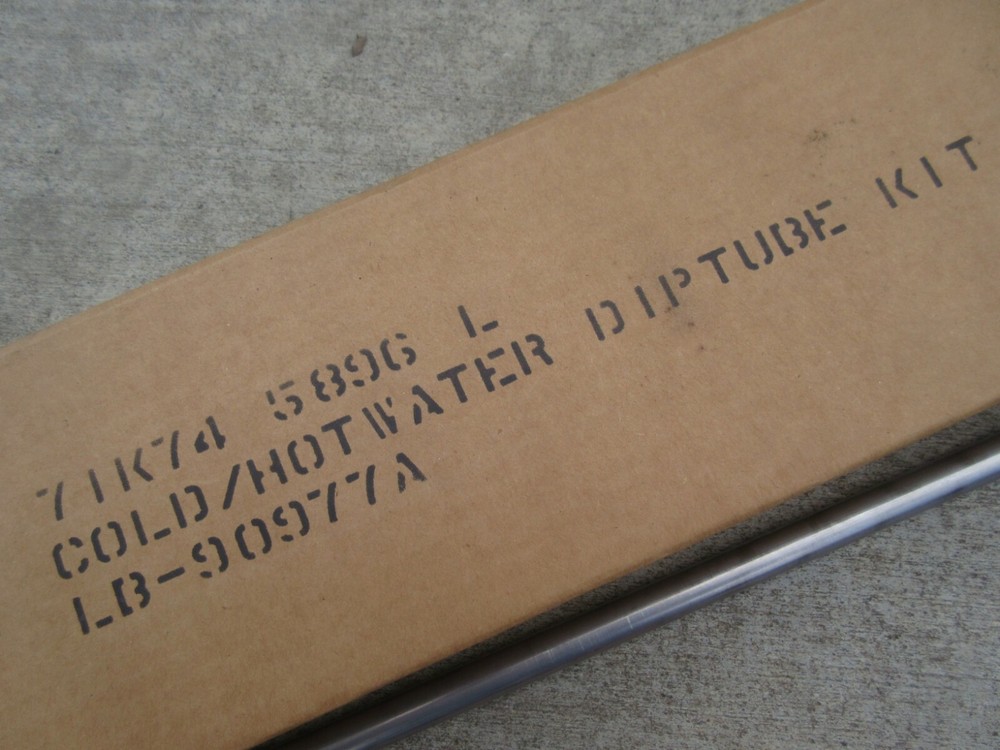 71K74 5896 L
COLD/HOTWATER DIPTUBE KIT
LB-90977A